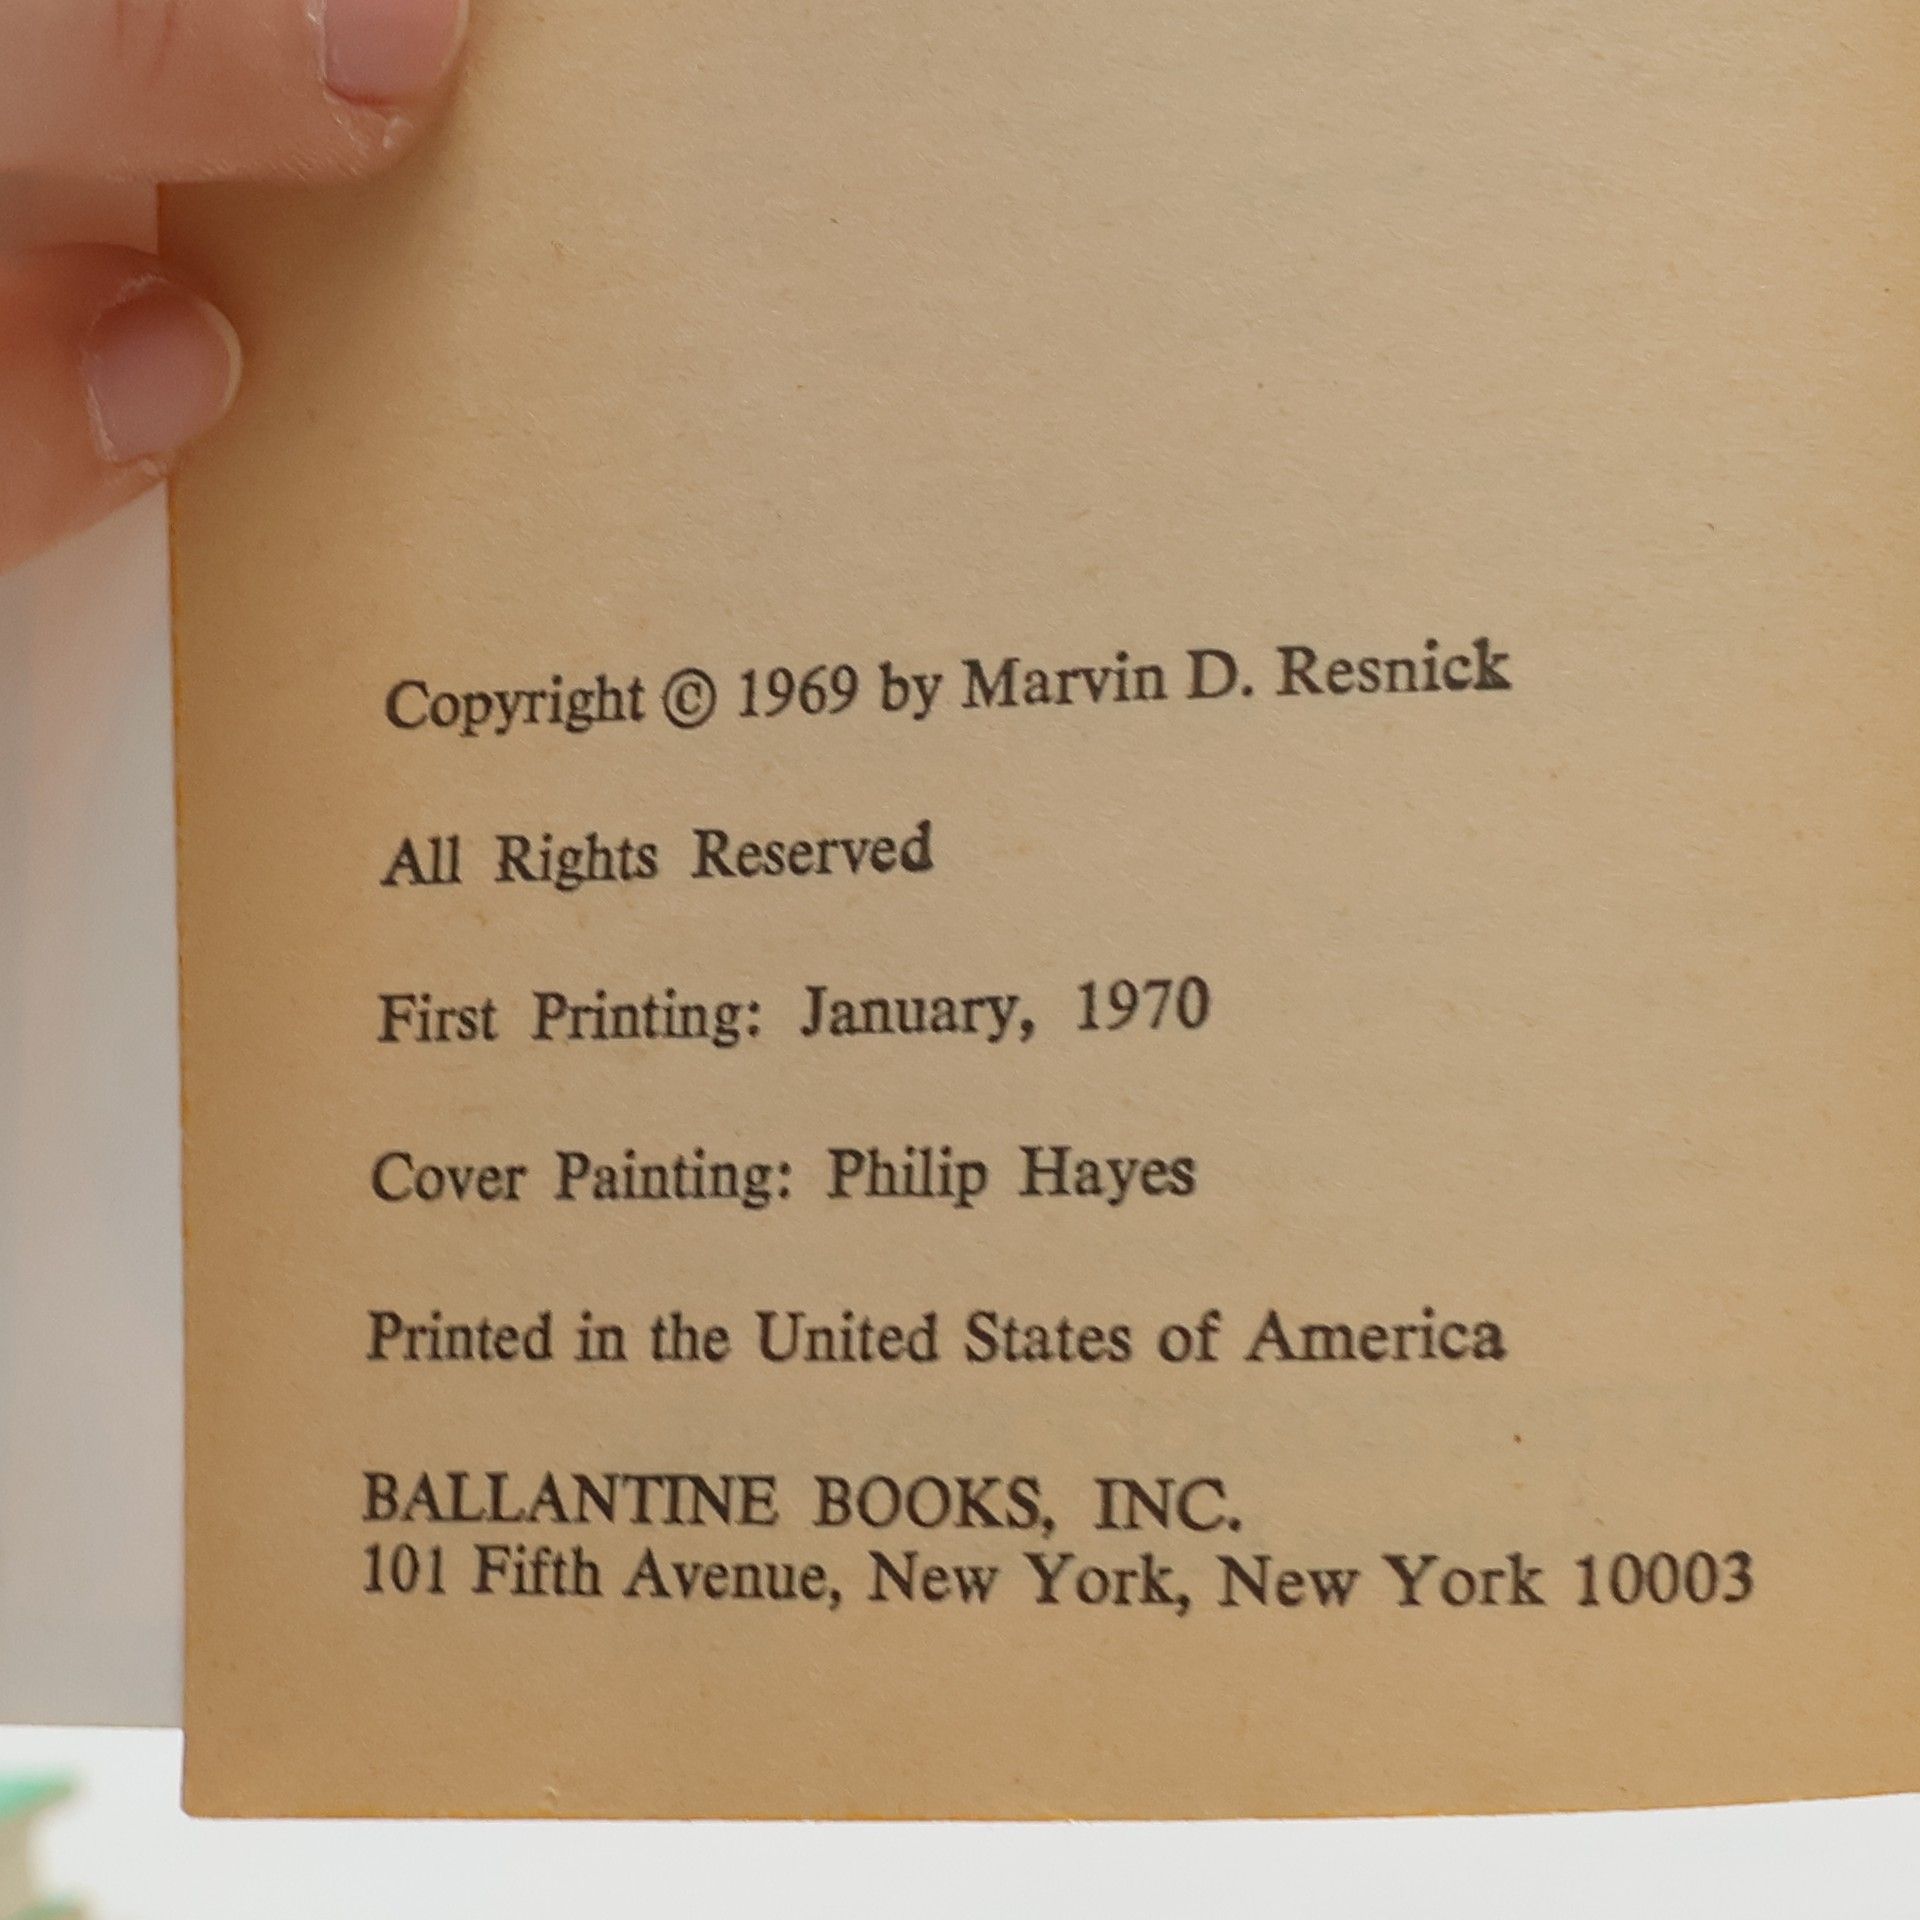 Copyright © 1969 by Marvin D. Resnick
All Rights Reserved
First Printing: January, 1970
Cover Painting: Philip Hayes
Printed in the United States of America
BALLANTINE BOOKS, INC.
101 Fifth Avenue, New York, New York 10003